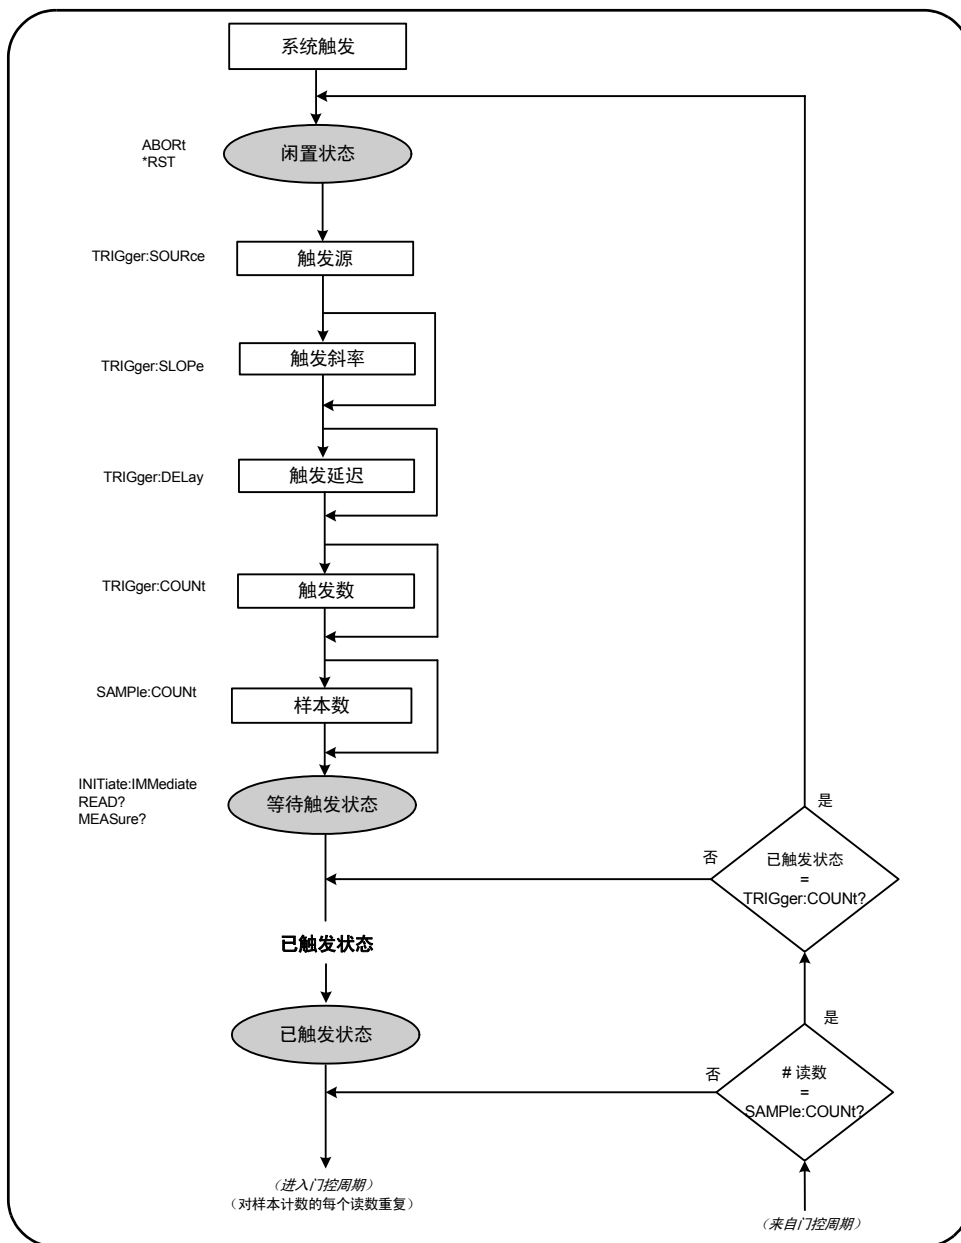 系统触发
ABORt
*RST
闲置状态
TRIGger:SOURce
触发源
TRIGger:SLOPe
触发斜率
TRIGger:DELay
触发延迟
TRIGger:COUNt
触发数
SAMPle:COUNt
样本数
INITiate:IMMediate
READ?
MEASure?
等待触发状态
是
否
已触发状态
=
TRIGger:COUNt?
已触发状态
已触发状态
是
否
# 读数
=
SAMPle:COUNt?
（进入门控周期）
（对样本计数的每个读数重复）
（来自门控周期）